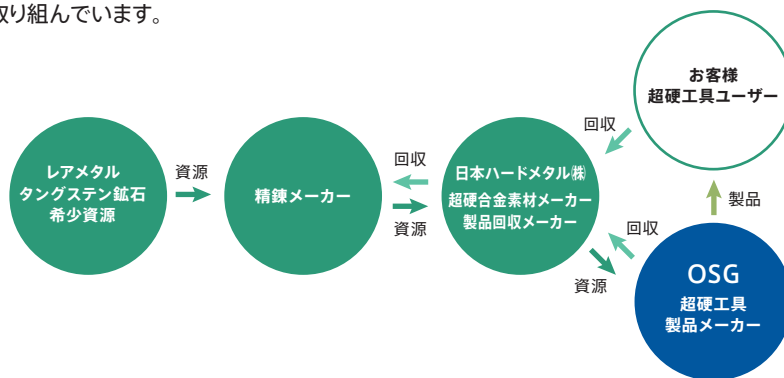 取り組んでいます。
レアメタル
タングステン鉱石
希少資源
資源
精錬メーカー
回収
資源
日本ハードメタル㈱
超硬合金素材メーカー
製品回収メーカー
回収
お客様
超硬工具ユーザー
製品
回収
資源
OSG
超硬工具
製品メーカー